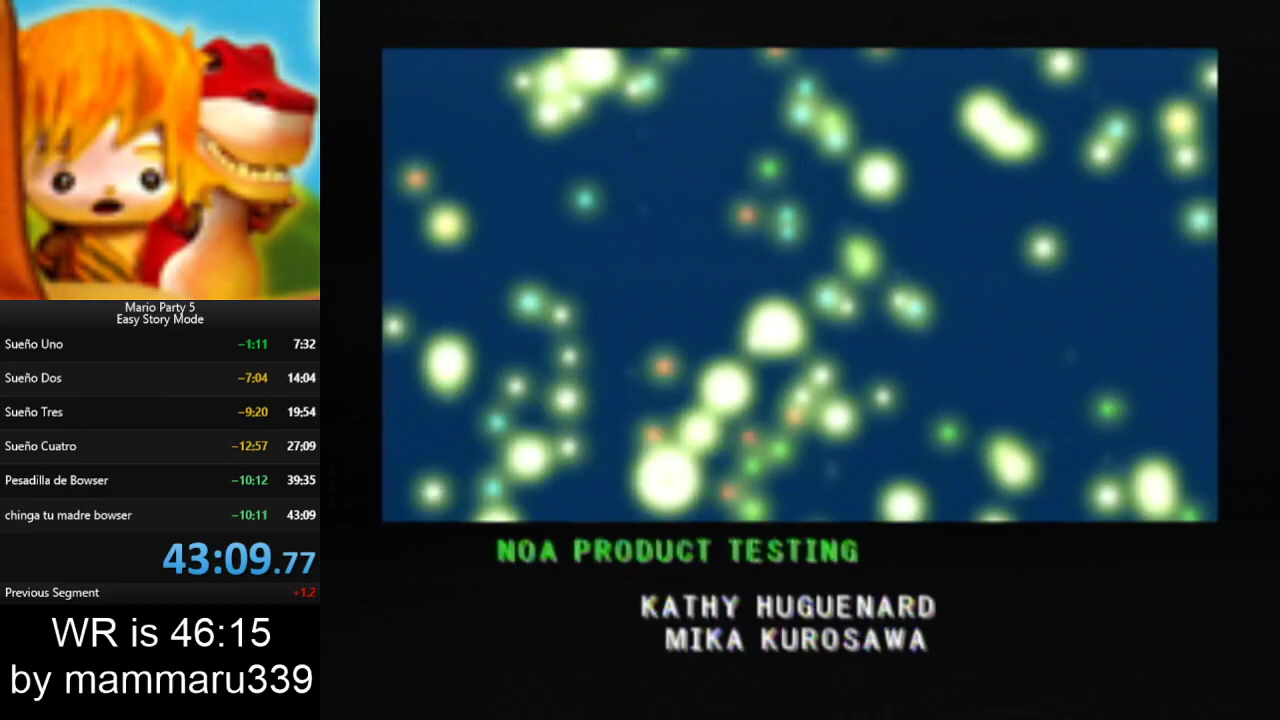 Mario Party 5
Easy Story Mode
Sueño Uno −1:11 7:32
Sueño Dos −7:04 14:04
Sueño Tres −9:20 19:54
Sueño Cuatro −12:57 27:09
Pesadilla de Bowser −10:12 39:35
chinga tu madre bowser −10:11 43:09
43:09.77
Previous Segment +1.2
WR is 46:15
by mammaru339
NOA PRODUCT TESTING
KATHY HUGUENARD
MIKA KUROSAWA